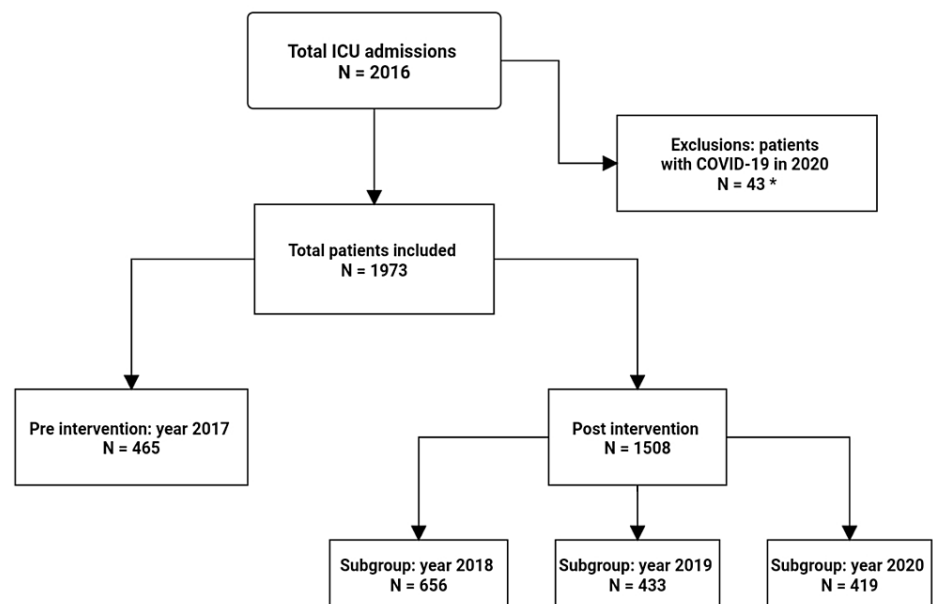 Total ICU admissions
N = 2016
Exclusions: patients
with COVID-19 in 2020
N = 43 *
Total patients included
N = 1973
Pre intervention: year 2017
N = 465
Post intervention
N = 1508
Subgroup: year 2018
N = 656
Subgroup: year 2019
N = 433
Subgroup: year 2020
N = 419